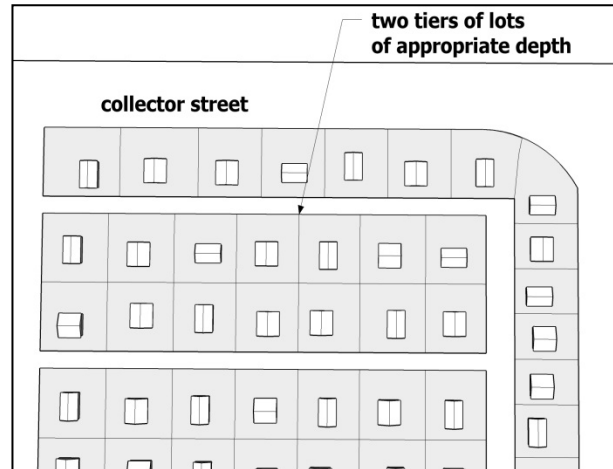 two tiers of lots
of appropriate depth
collector street